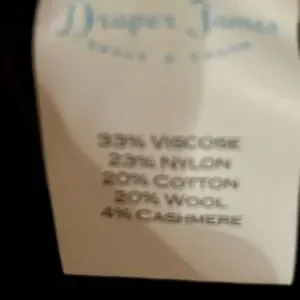 Draper James
33% VISCOSE
23% NYLON
20% COTTON
20% WOOL
4% CASHMERE